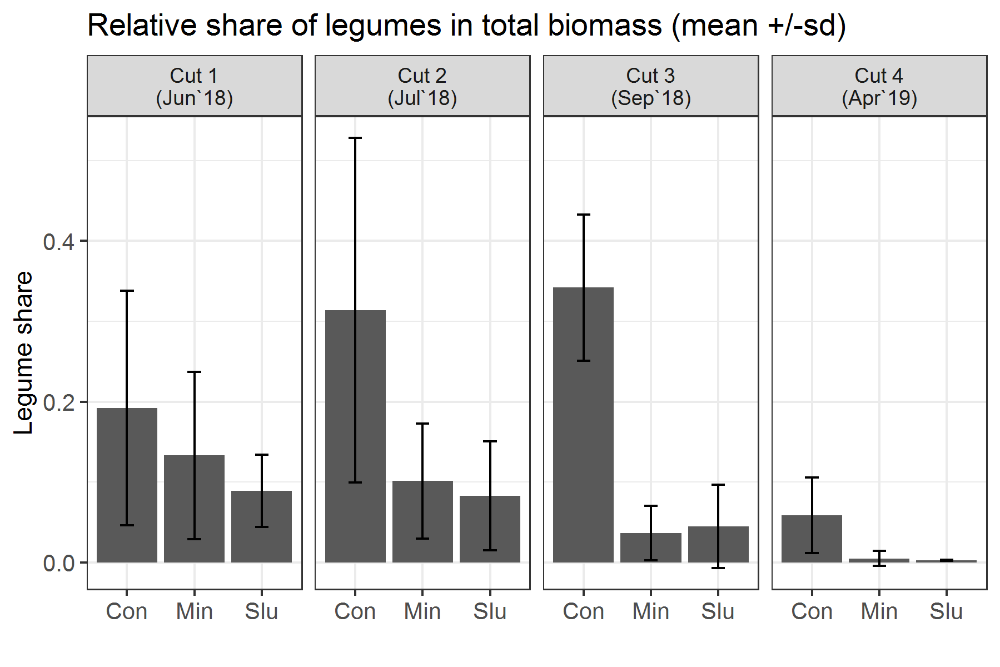 Relative share of legumes in total biomass (mean +/-sd)
Cut 1
(Jun`18)
Cut 2
(Jul`18)
Cut 3
(Sep`18)
Cut 4
(Apr`19)
Legume share
0.4
0.2
0.0
Con Min Slu
Con Min Slu
Con Min Slu
Con Min Slu